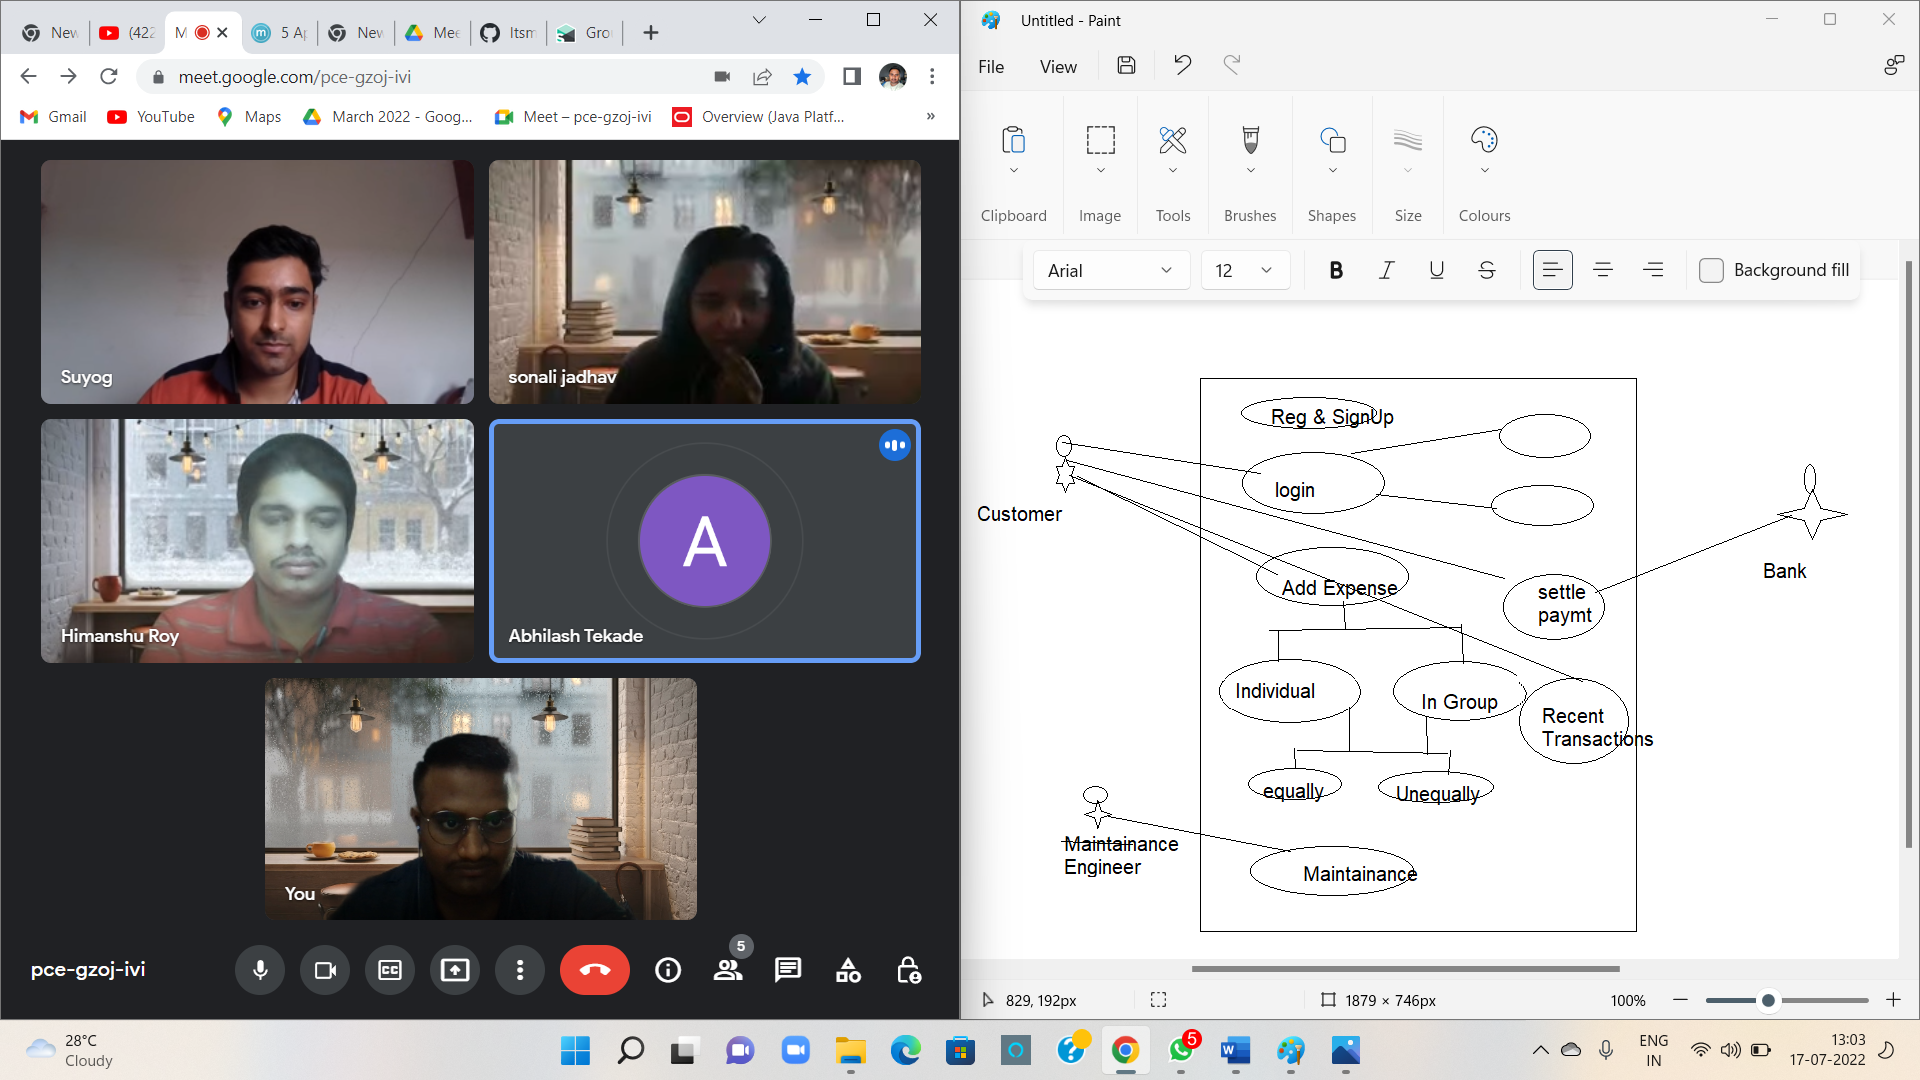 New
(422
M
5 Ap
New
Mee
Itsm
Gro
meet.google.com/pce-gzoj-ivi
Gmail
YouTube
Maps
March 2022 - Goog...
Meet – pce-gzoj-ivi
Overview (Java Platf...
»
Suyog
sonali jadhav
Himanshu Roy
A
Abhilash Tekade
You
pce-gzoj-ivi
CC
5
Untitled - Paint
File
View
Clipboard
Image
Tools
Brushes
Shapes
Size
Colours
Arial
12
B
I
U
S
Background fill
Reg & SignUp
login
Customer
Add Expense
settle
paymt
Bank
Individual
In Group
Recent
Transactions
equally
Unequally
Maintainance
Engineer
Maintainance
829, 192px
1879 × 746px
100%
28°C
Cloudy
5
ENG
IN
13:03
17-07-2022